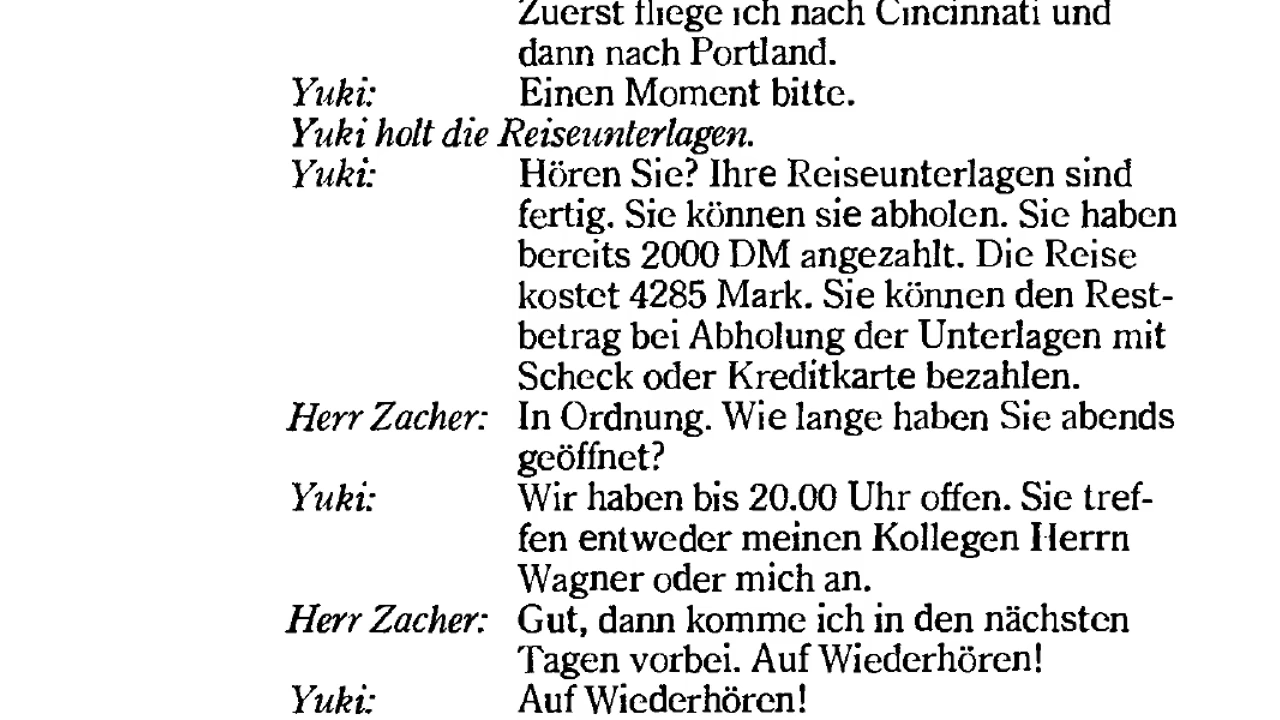 Zuerst fliege ich nach Cincinnati und
dann nach Portland.
Yuki: Einen Moment bitte.
Yuki holt die Reiseunterlagen.
Yuki: Hören Sie? Ihre Reiseunterlagen sind
fertig. Sie können sie abholen. Sie haben
bereits 2000 DM angezahlt. Die Reise
kostet 4285 Mark. Sie können den Rest-
betrag bei Abholung der Unterlagen mit
Scheck oder Kreditkarte bezahlen.
Herr Zacher: In Ordnung. Wie lange haben Sie abends
geöffnet?
Yuki: Wir haben bis 20.00 Uhr offen. Sie tref-
fen entweder meinen Kollegen Herrn
Wagner oder mich an.
Herr Zacher: Gut, dann komme ich in den nächsten
Tagen vorbei. Auf Wiederhören!
Yuki: Auf Wiederhören!